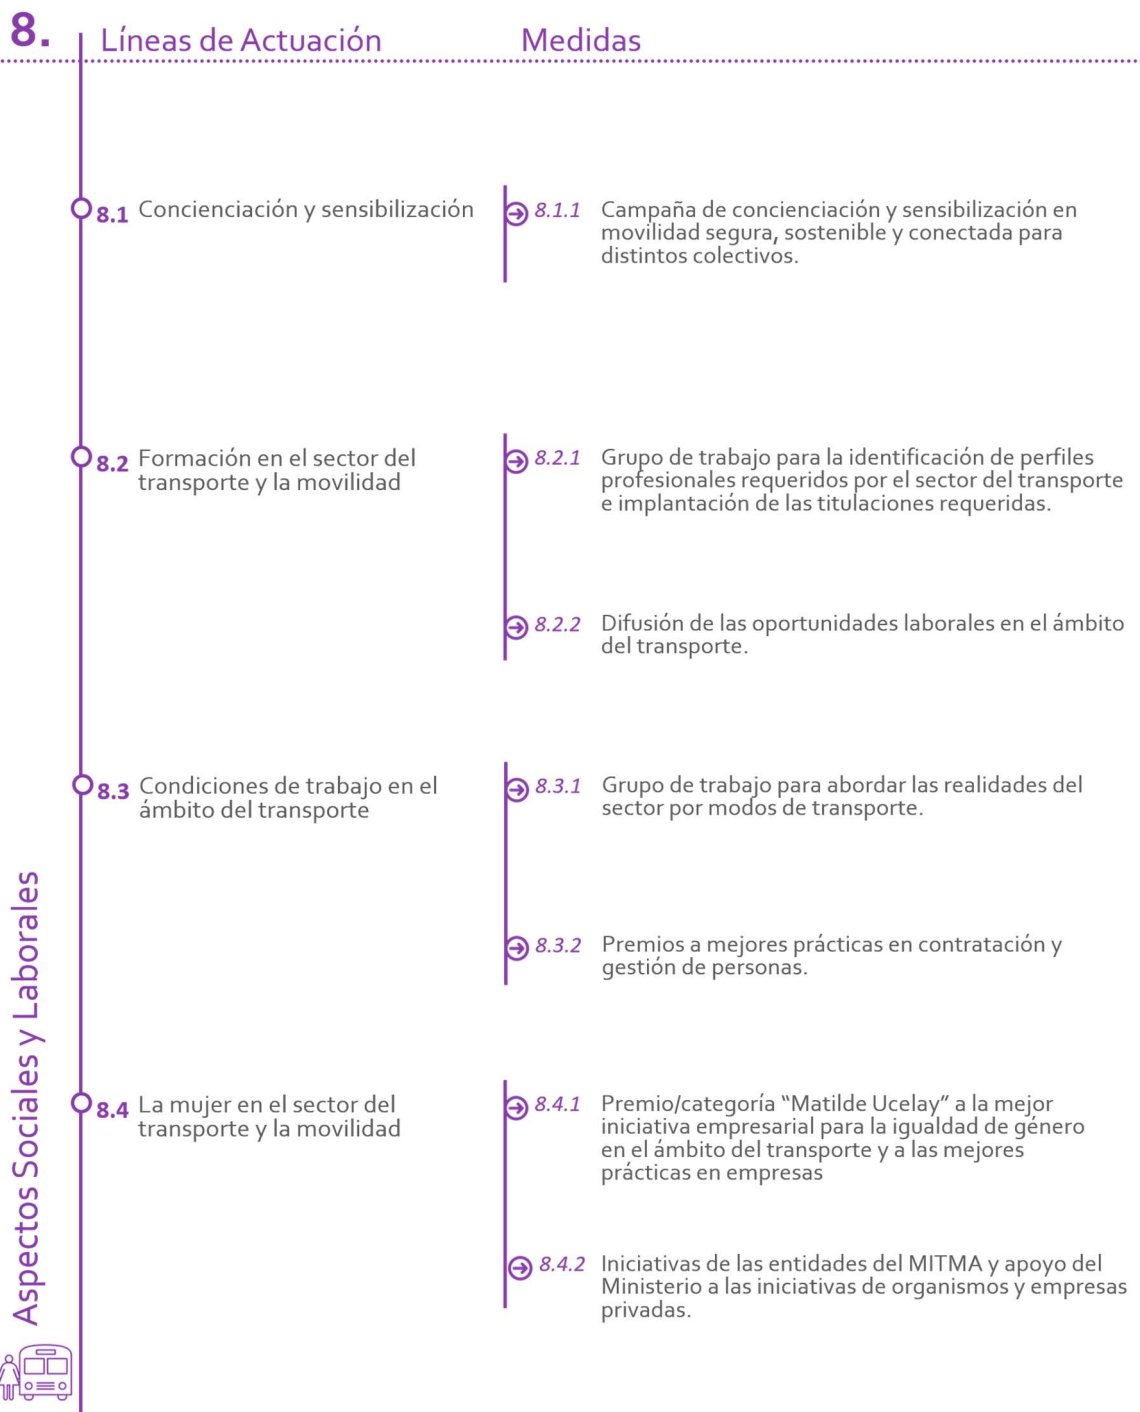 8.
Líneas de Actuación
Medidas
8.1 Concienciación y sensibilización
8.1.1 Campaña de concienciación y sensibilización en
movilidad segura, sostenible y conectada para
distintos colectivos.
8.2 Formación en el sector del
transporte y la movilidad
8.2.1 Grupo de trabajo para la identificación de perfiles
profesionales requeridos por el sector del transporte
e implantación de las titulaciones requeridas.
8.2.2 Difusión de las oportunidades laborales en el ámbito
del transporte.
8.3 Condiciones de trabajo en el
ámbito del transporte
8.3.1 Grupo de trabajo para abordar las realidades del
sector por modos de transporte.
8.3.2 Premios a mejores prácticas en contratación y
gestión de personas.
8.4 La mujer en el sector del
transporte y la movilidad
8.4.1 Premio/categoría “Matilde Ucelay” a la mejor
iniciativa empresarial para la igualdad de género
en el ámbito del transporte y a las mejores
prácticas en empresas
8.4.2 Iniciativas de las entidades del MITMA y apoyo del
Ministerio a las iniciativas de organismos y empresas
privadas.
Aspectos Sociales y Laborales